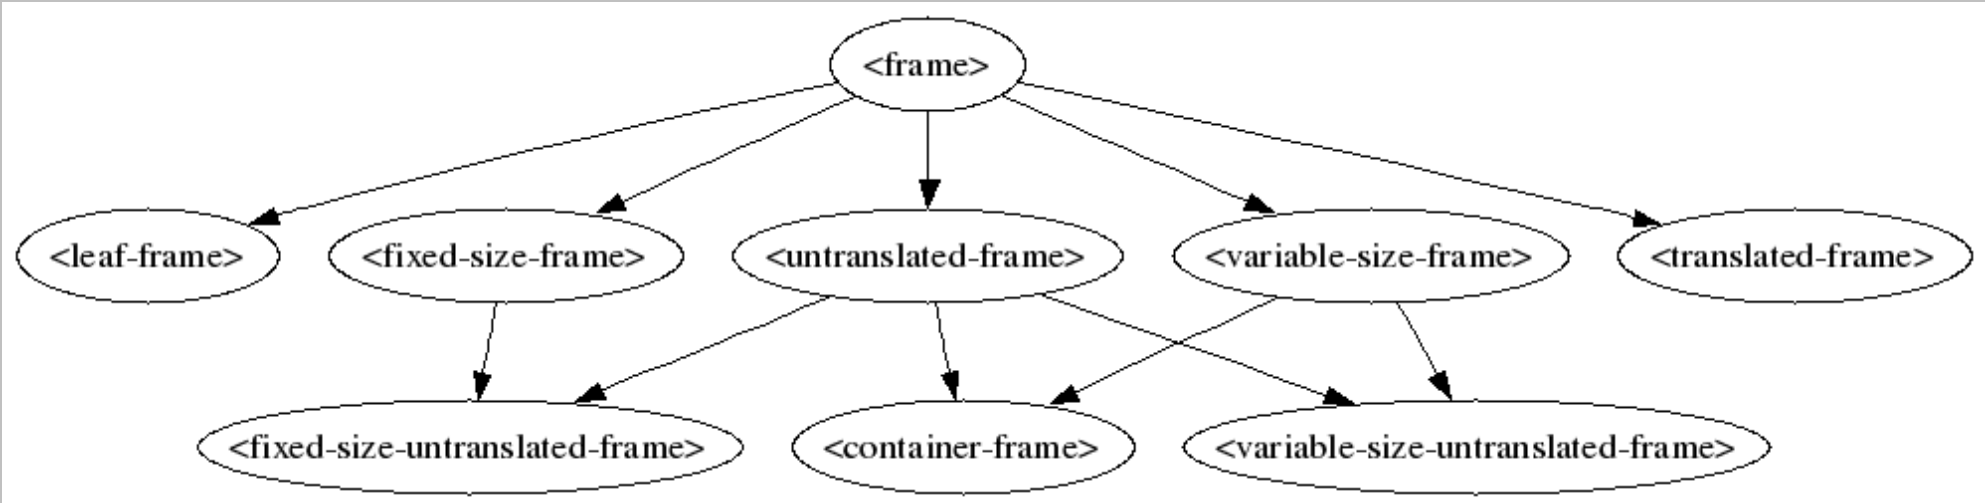 <frame>
<leaf-frame>
<fixed-size-frame>
<untranslated-frame>
<variable-size-frame>
<translated-frame>
<fixed-size-untranslated-frame>
<container-frame>
<variable-size-untranslated-frame>